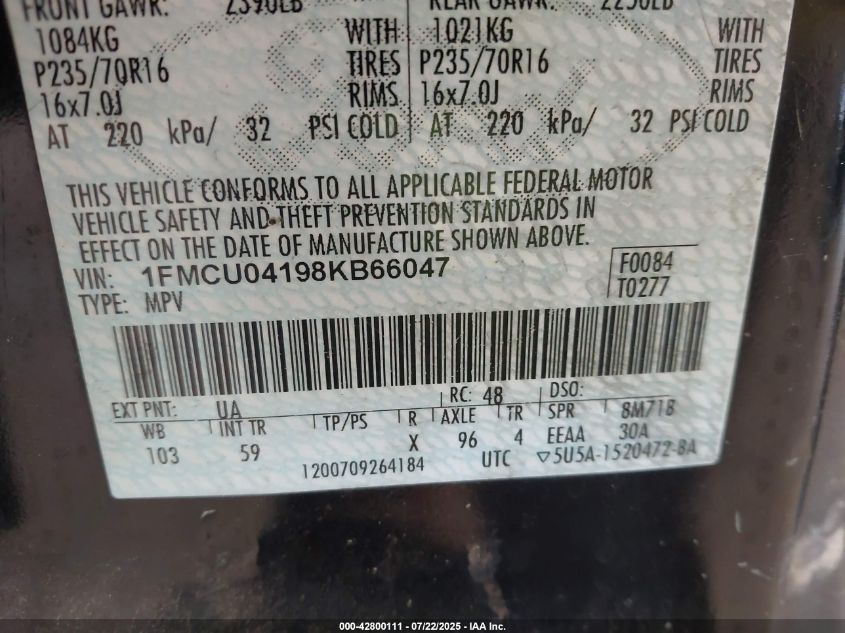 FRONT GAWR: 2390LB REAR GAWR: 2250LB
1084KG WITH 1021KG WITH
P235/70R16 TIRES P235/70R16 TIRES
16x7.0J RIMS 16x7.0J RIMS
AT 220 kPa/ 32 PSI COLD AT 220 kPa/ 32 PSI COLD
THIS VEHICLE CONFORMS TO ALL APPLICABLE FEDERAL MOTOR
VEHICLE SAFETY AND THEFT PREVENTION STANDARDS IN
EFFECT ON THE DATE OF MANUFACTURE SHOWN ABOVE.
VIN: 1FMCU04198KB66047 F0084
TYPE: MPV T0277
EXT PNT: UA RC: 48 DSO:
WB INT TR TP/PS R AXLE TR SPR 8M71B
103 59 X 96 4 EEAA 30A
1200709264184 UTC ▽5U5A-1520472-BA
000-42800111 - 07/22/2025 - IAA Inc.